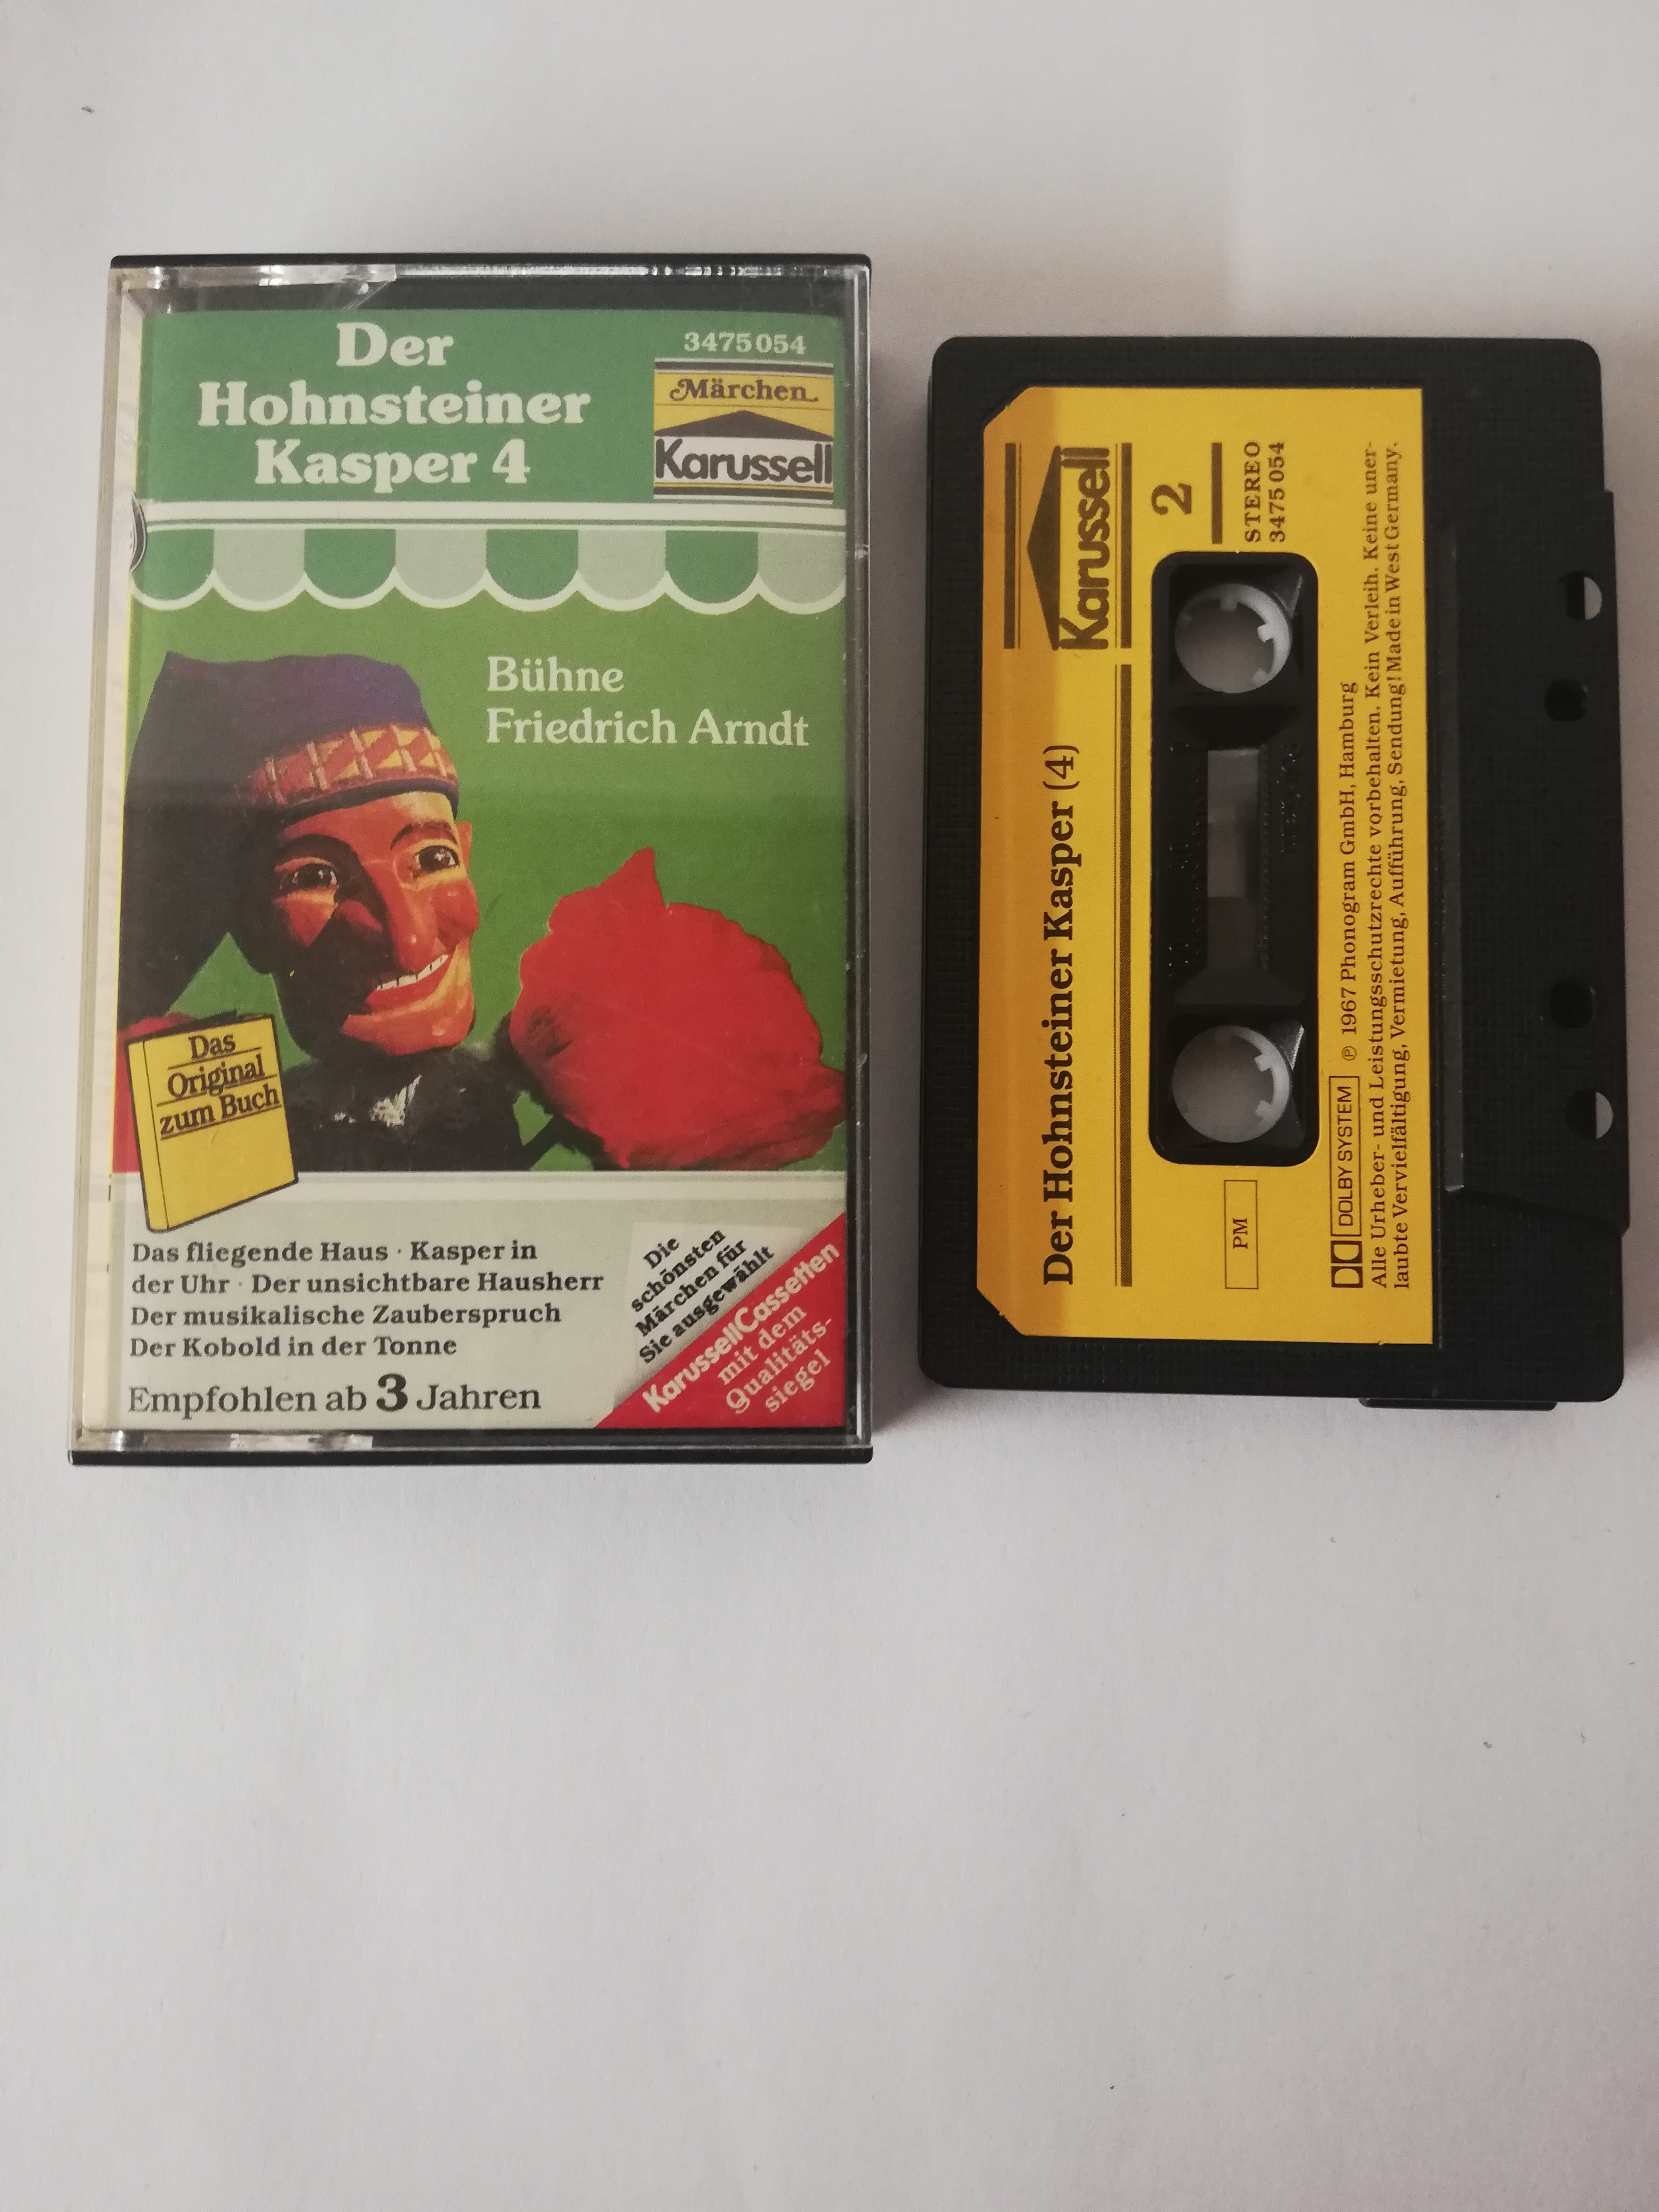 Der
Hohnsteiner
Kasper 4
3475 054
Märchen
Karussell
Bühne
Friedrich Arndt
Das
Original
zum Buch
Das fliegende Haus · Kasper in
der Uhr · Der unsichtbare Hausherr
Der musikalische Zauberspruch
Der Kobold in der Tonne
Empfohlen ab 3 Jahren
Die
schönsten
Märchen für
Sie ausgewählt
KarussellCassetten
mit dem
Qualitäts-
siegel
Der Hohnsteiner Kasper (4)
Karussell
2
STEREO
3475 054
PM
DOLBY SYSTEM
℗ 1967 Phonogram GmbH, Hamburg
Alle Urheber- und Leistungsschutzrechte vorbehalten. Kein Verleih. Keine uner-
laubte Vervielfältigung, Vermietung, Aufführung, Sendung! Made in West Germany.